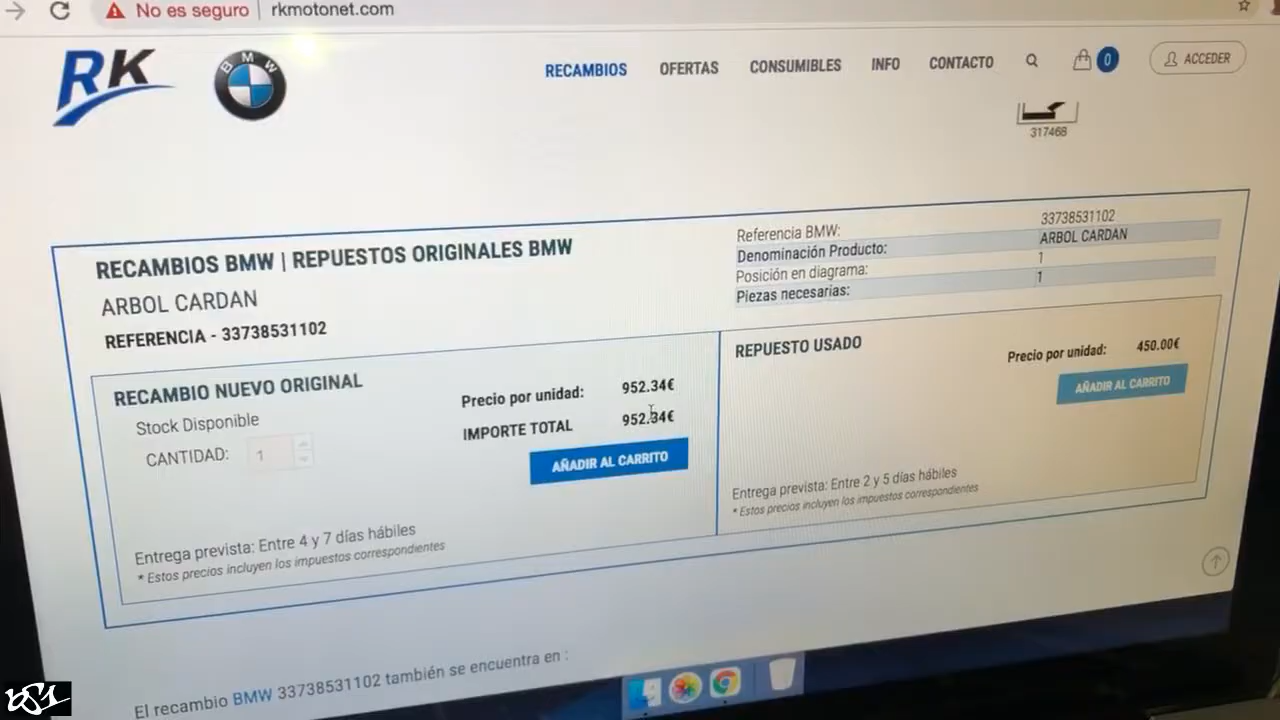 No es seguro | rkmotonet.com
RK
BMW
RECAMBIOS OFERTAS CONSUMIBLES INFO CONTACTO 0 ACCEDER
317468
RECAMBIOS BMW | REPUESTOS ORIGINALES BMW
ARBOL CARDAN
REFERENCIA - 33738531102
Referencia BMW: 33738531102
Denominación Producto: ARBOL CARDAN
Posición en diagrama: 1
Piezas necesarias: 1
RECAMBIO NUEVO ORIGINAL
Stock Disponible
CANTIDAD: 1
Precio por unidad: 952.34€
IMPORTE TOTAL 952.34€
AÑADIR AL CARRITO
Entrega prevista: Entre 4 y 7 días hábiles
* Estos precios incluyen los impuestos correspondientes
REPUESTO USADO
Precio por unidad: 450.00€
AÑADIR AL CARRITO
Entrega prevista: Entre 2 y 5 días hábiles
* Estos precios incluyen los impuestos correspondientes
El recambio BMW 33738531102 también se encuentra en :